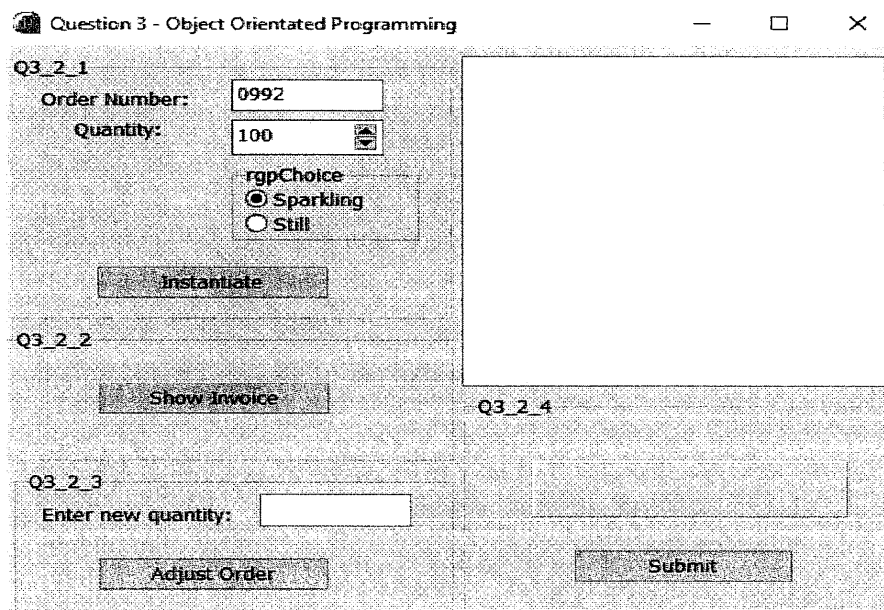 Question 3 - Object Orientated Programming
Q3_2_1
Order Number: 0992
Quantity: 100
rgpChoice
Sparkling
Still
Instantiate
Q3_2_2
Show Invoice
Q3_2_3
Enter new quantity:
Adjust Order
Q3_2_4
Submit